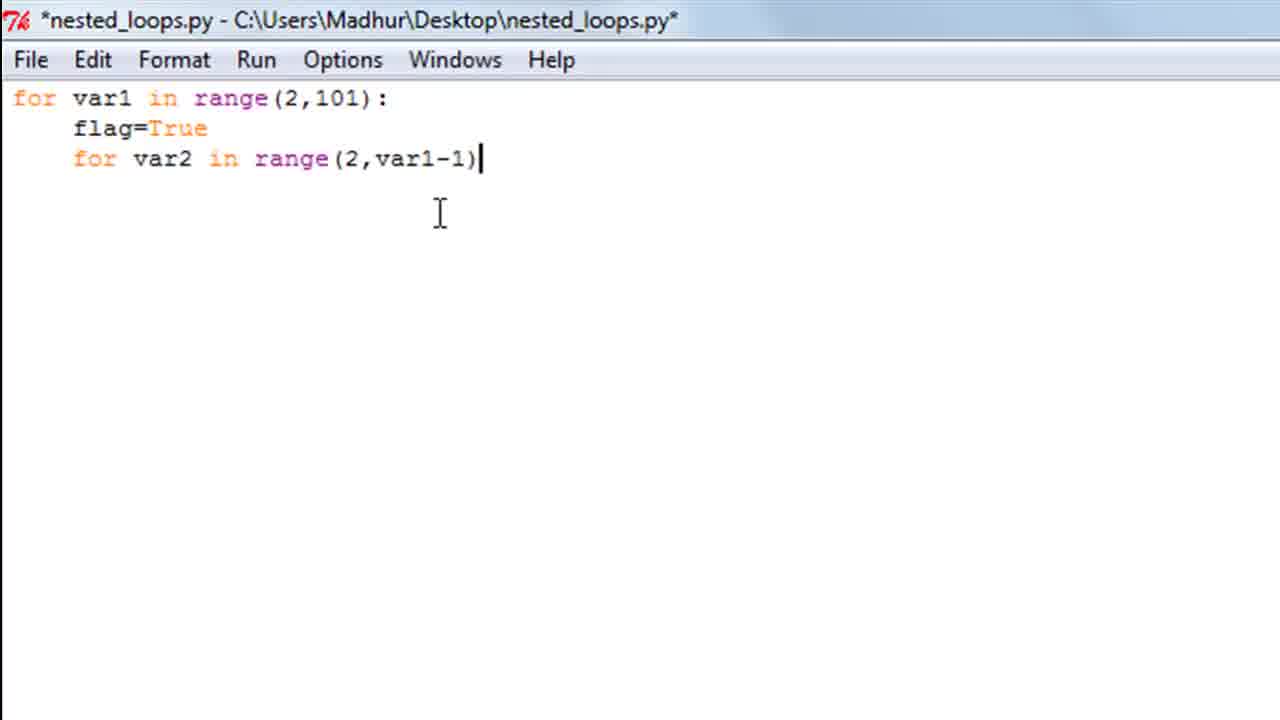 *nested_loops.py - C:\Users\Madhur\Desktop\nested_loops.py*
File Edit Format Run Options Windows Help
for var1 in range(2,101):
    flag=True
    for var2 in range(2,var1-1)